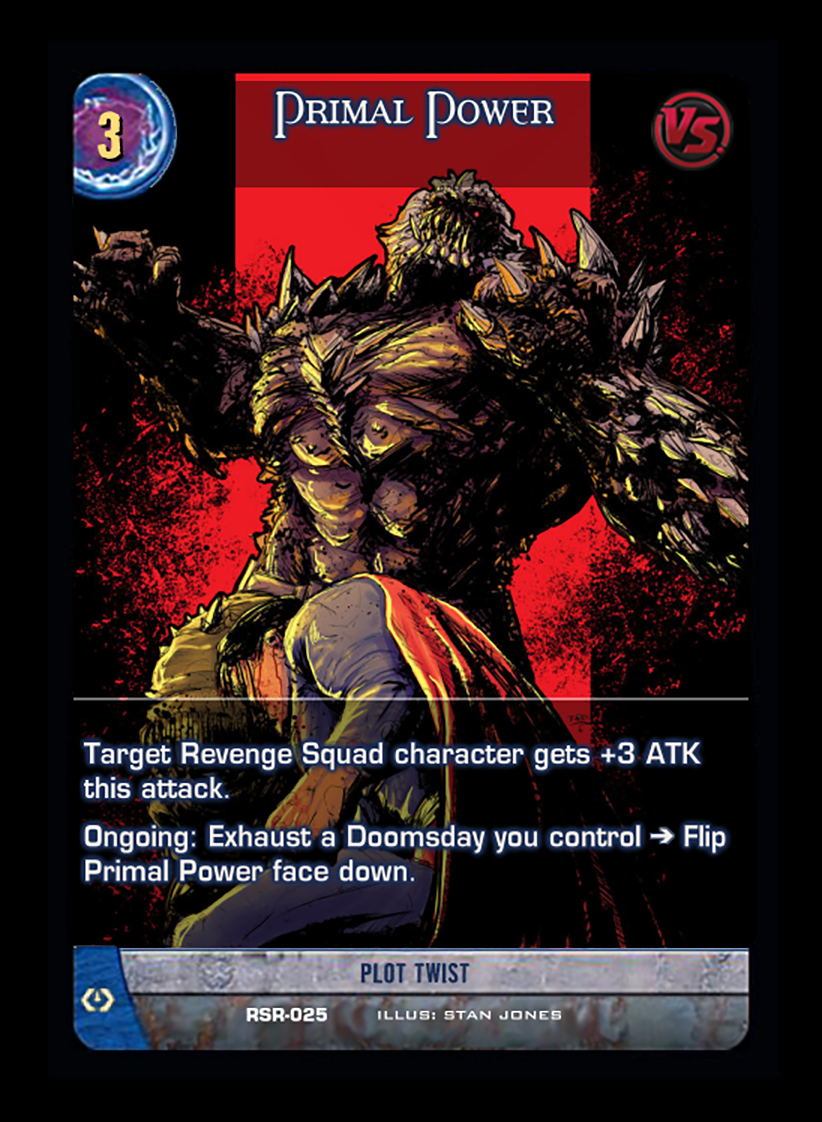 3
Primal Power
VS.
Target Revenge Squad character gets +3 ATK
this attack.
Ongoing: Exhaust a Doomsday you control ➔ Flip
Primal Power face down.
PLOT TWIST
RSR-025 ILLUS: STAN JONES